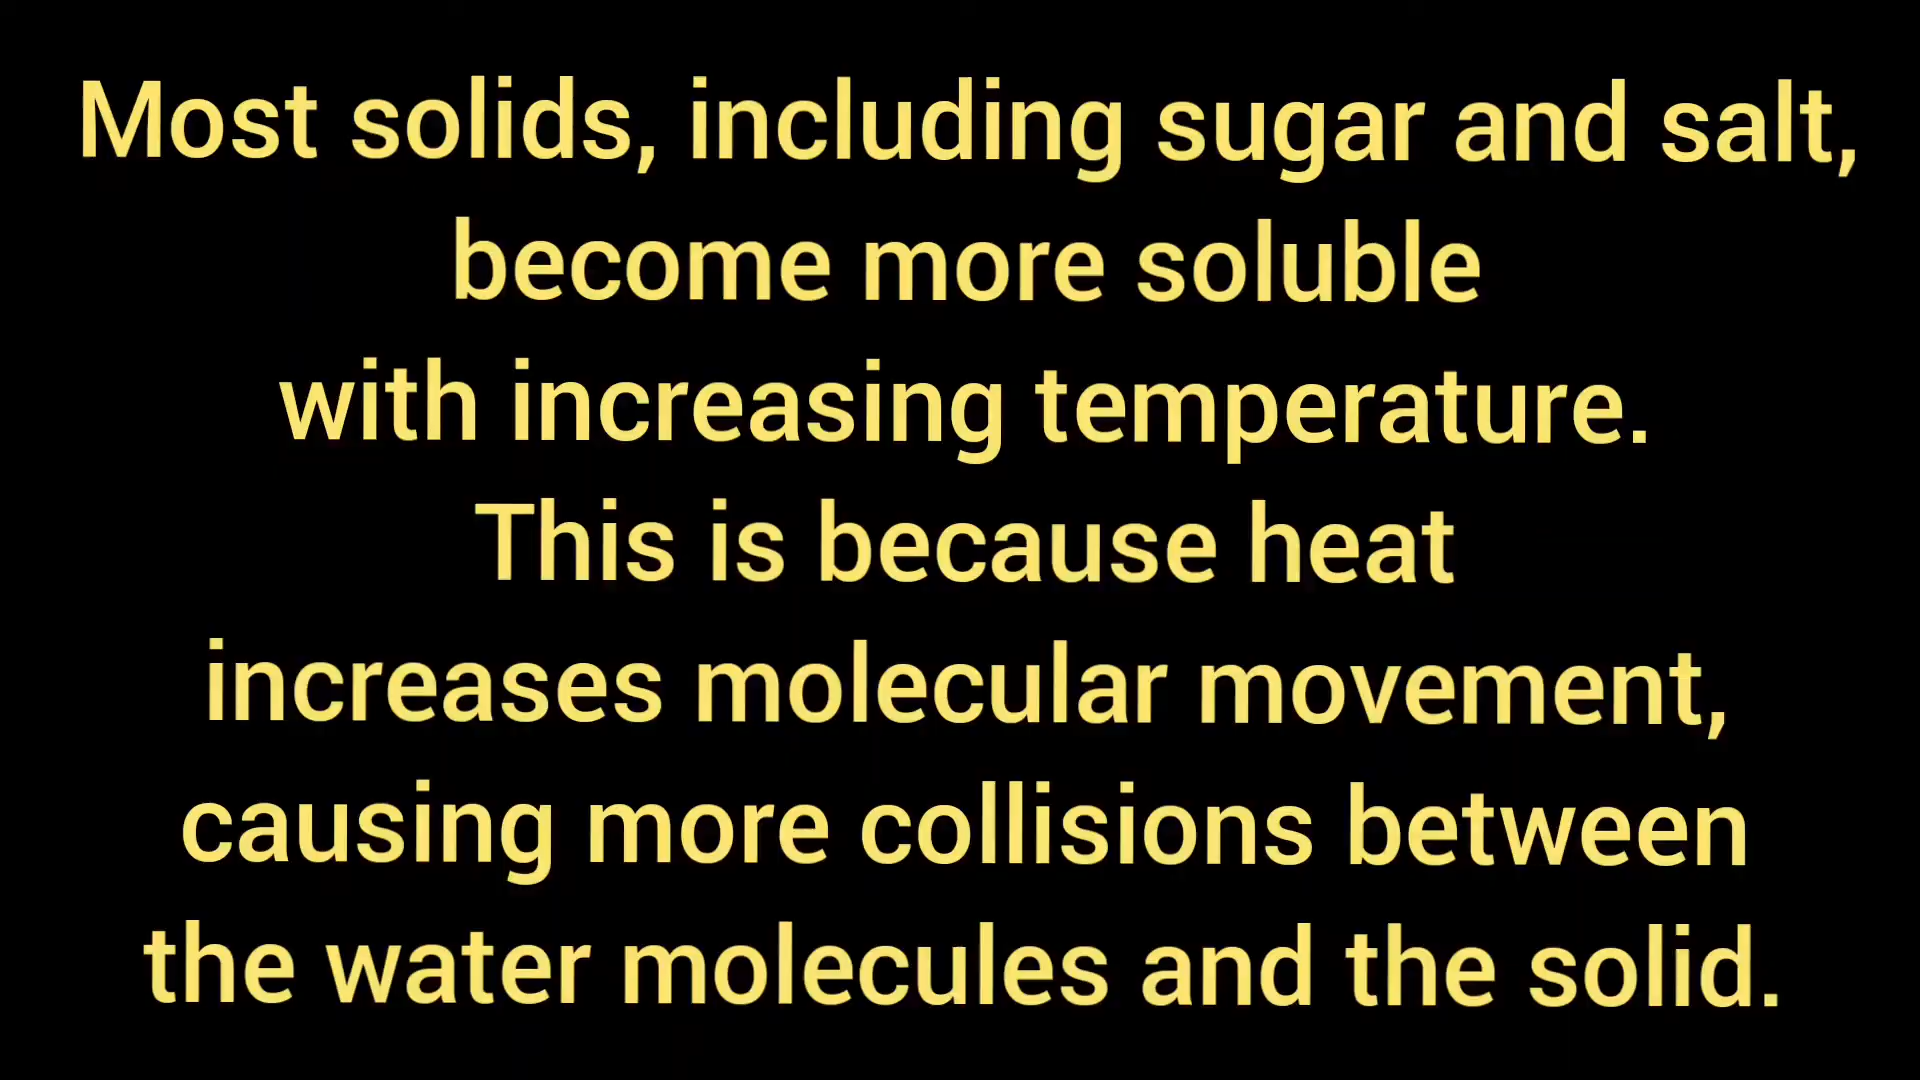 Most solids, including sugar and salt,
become more soluble
with increasing temperature.
This is because heat
increases molecular movement,
causing more collisions between
the water molecules and the solid.